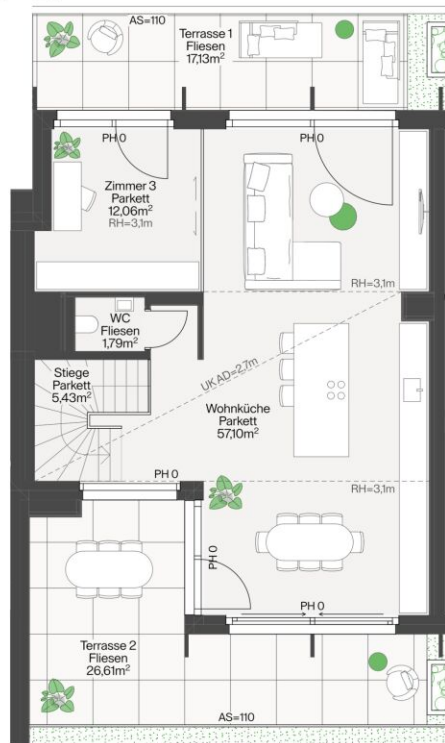 AS=110
Terrasse 1
Fliesen
17,13m²
PH 0
PH 0
Zimmer 3
Parkett
12,06m²
RH=3,1m
RH=3,1m
WC
Fliesen
1,79m²
Stiege
Parkett
5,43m²
UK AD=2,7m
Wohnküche
Parkett
57,10m²
PH 0
RH=3,1m
PH 0
PH 0
Terrasse 2
Fliesen
26,61m²
AS=110